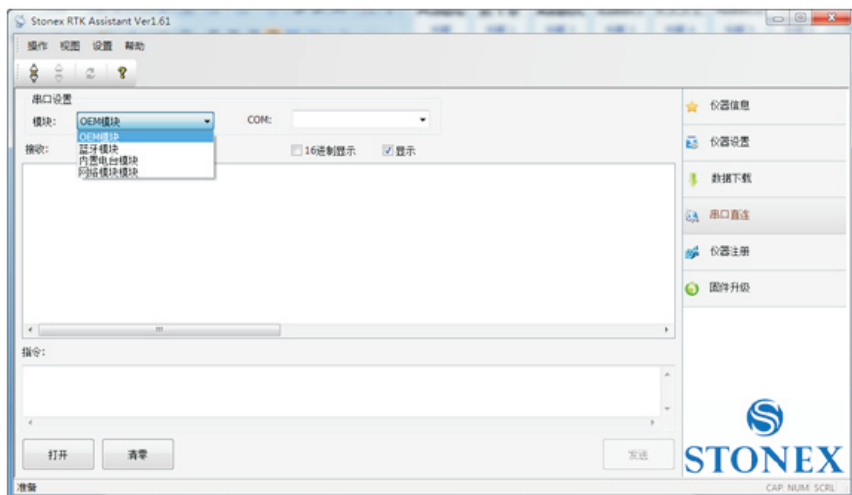 Stonex RTK Assistant Ver1.61
操作 视图 设置 帮助
串口设置
模块: OEM模块 COM:
OEM模块
蓝牙模块
内置电台模块
网络模块模块
接收: 16进制显示 显示
指令:
打开 清零 发送
仪器信息
仪器设置
数据下载
串口直连
仪器注册
固件升级
STONEX
准备 CAP NUM SCRL